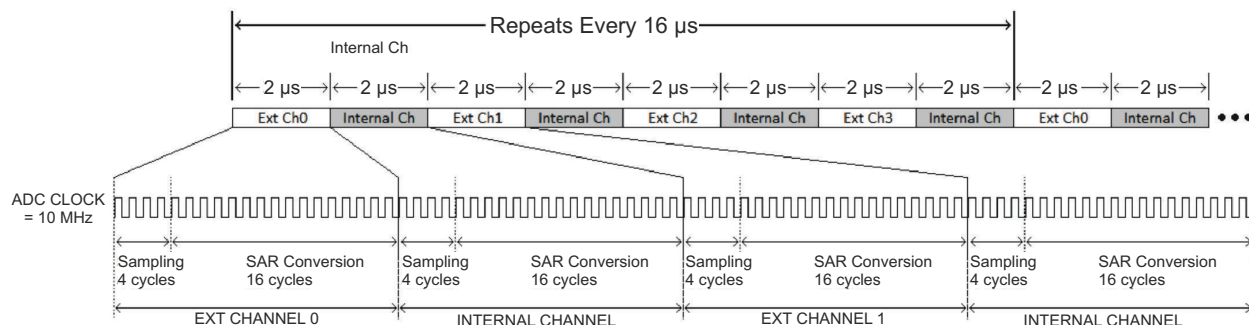 Repeats Every 16 µs
Internal Ch
2 µs 2 µs 2 µs 2 µs 2 µs 2 µs 2 µs 2 µs 2 µs 2 µs
Ext Ch0 Internal Ch Ext Ch1 Internal Ch Ext Ch2 Internal Ch Ext Ch3 Internal Ch Ext Ch0 Internal Ch
ADC CLOCK
= 10 MHz
Sampling SAR Conversion Sampling SAR Conversion Sampling SAR Conversion Sampling SAR Conversion
4 cycles 16 cycles 4 cycles 16 cycles 4 cycles 16 cycles 4 cycles 16 cycles
EXT CHANNEL 0 INTERNAL CHANNEL EXT CHANNEL 1 INTERNAL CHANNEL